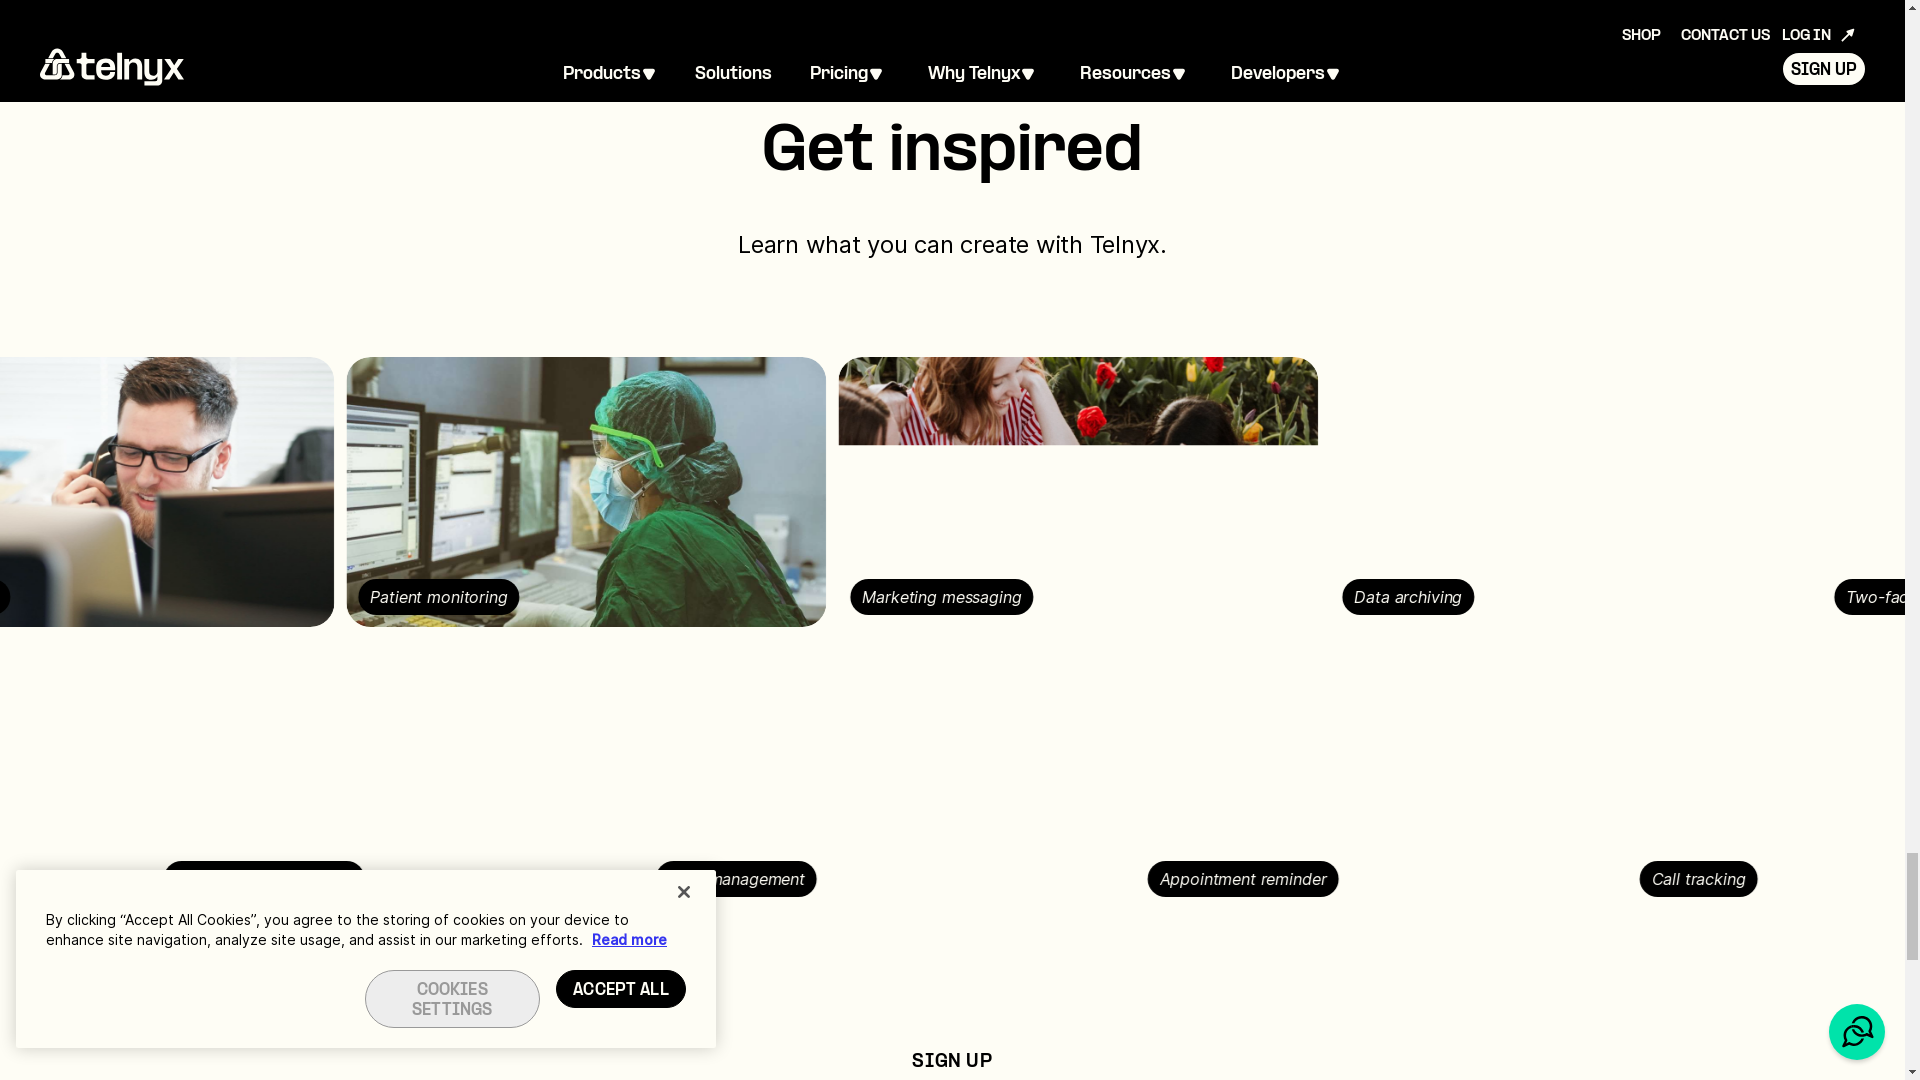 SHOP CONTACT US LOG IN
telnyx
Products Solutions Pricing Why Telnyx Resources Developers
SIGN UP
Get inspired
Learn what you can create with Telnyx.
Patient monitoring
Marketing messaging
Data archiving
management
Appointment reminder
Call tracking
By clicking “Accept All Cookies”, you agree to the storing of cookies on your device to
enhance site navigation, analyze site usage, and assist in our marketing efforts. Read more
COOKIES
SETTINGS
ACCEPT ALL
SIGN UP